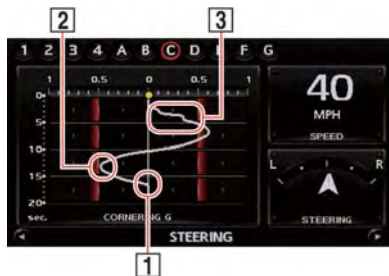 2 3
1 2 3 4 A B C D E F G
1 0.5 0 0.5 1
0
5
10
15
20
sec.
CORNERING G
40
MPH
SPEED
L R
STEERING
STEERING
1